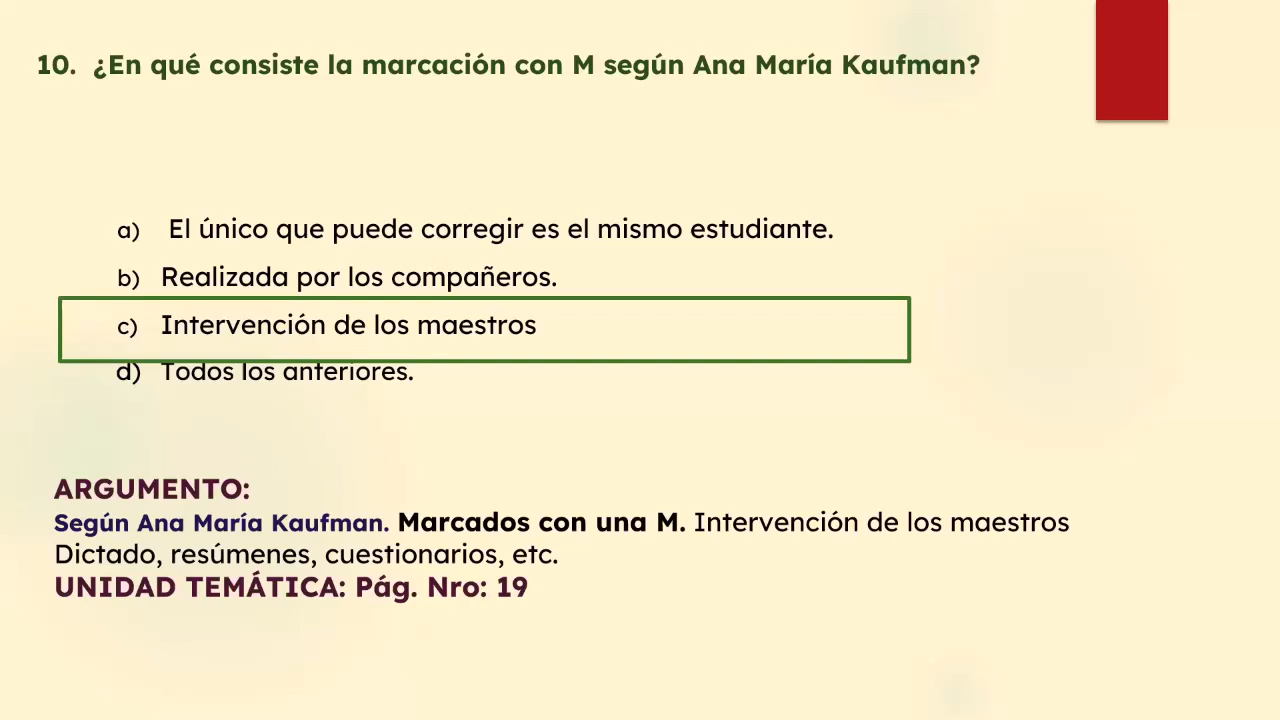 10. ¿En qué consiste la marcación con M según Ana María Kaufman?
a) El único que puede corregir es el mismo estudiante.
b) Realizada por los compañeros.
c) Intervención de los maestros
d) Todos los anteriores.
ARGUMENTO:
Según Ana María Kaufman. Marcados con una M. Intervención de los maestros
Dictado, resúmenes, cuestionarios, etc.
UNIDAD TEMÁTICA: Pág. Nro: 19